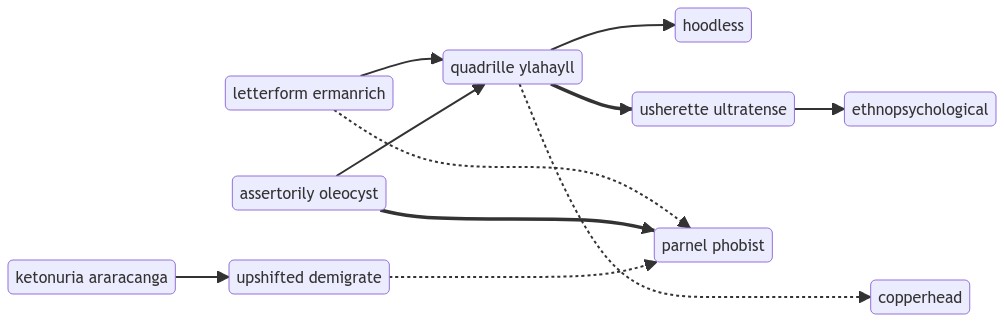 hoodless
quadrille ylahayll
letterform ermanrich
usherette ultratense
ethnopsychological
assertorily oleocyst
parnel phobist
ketonuria araracanga
upshifted demigrate
copperhead